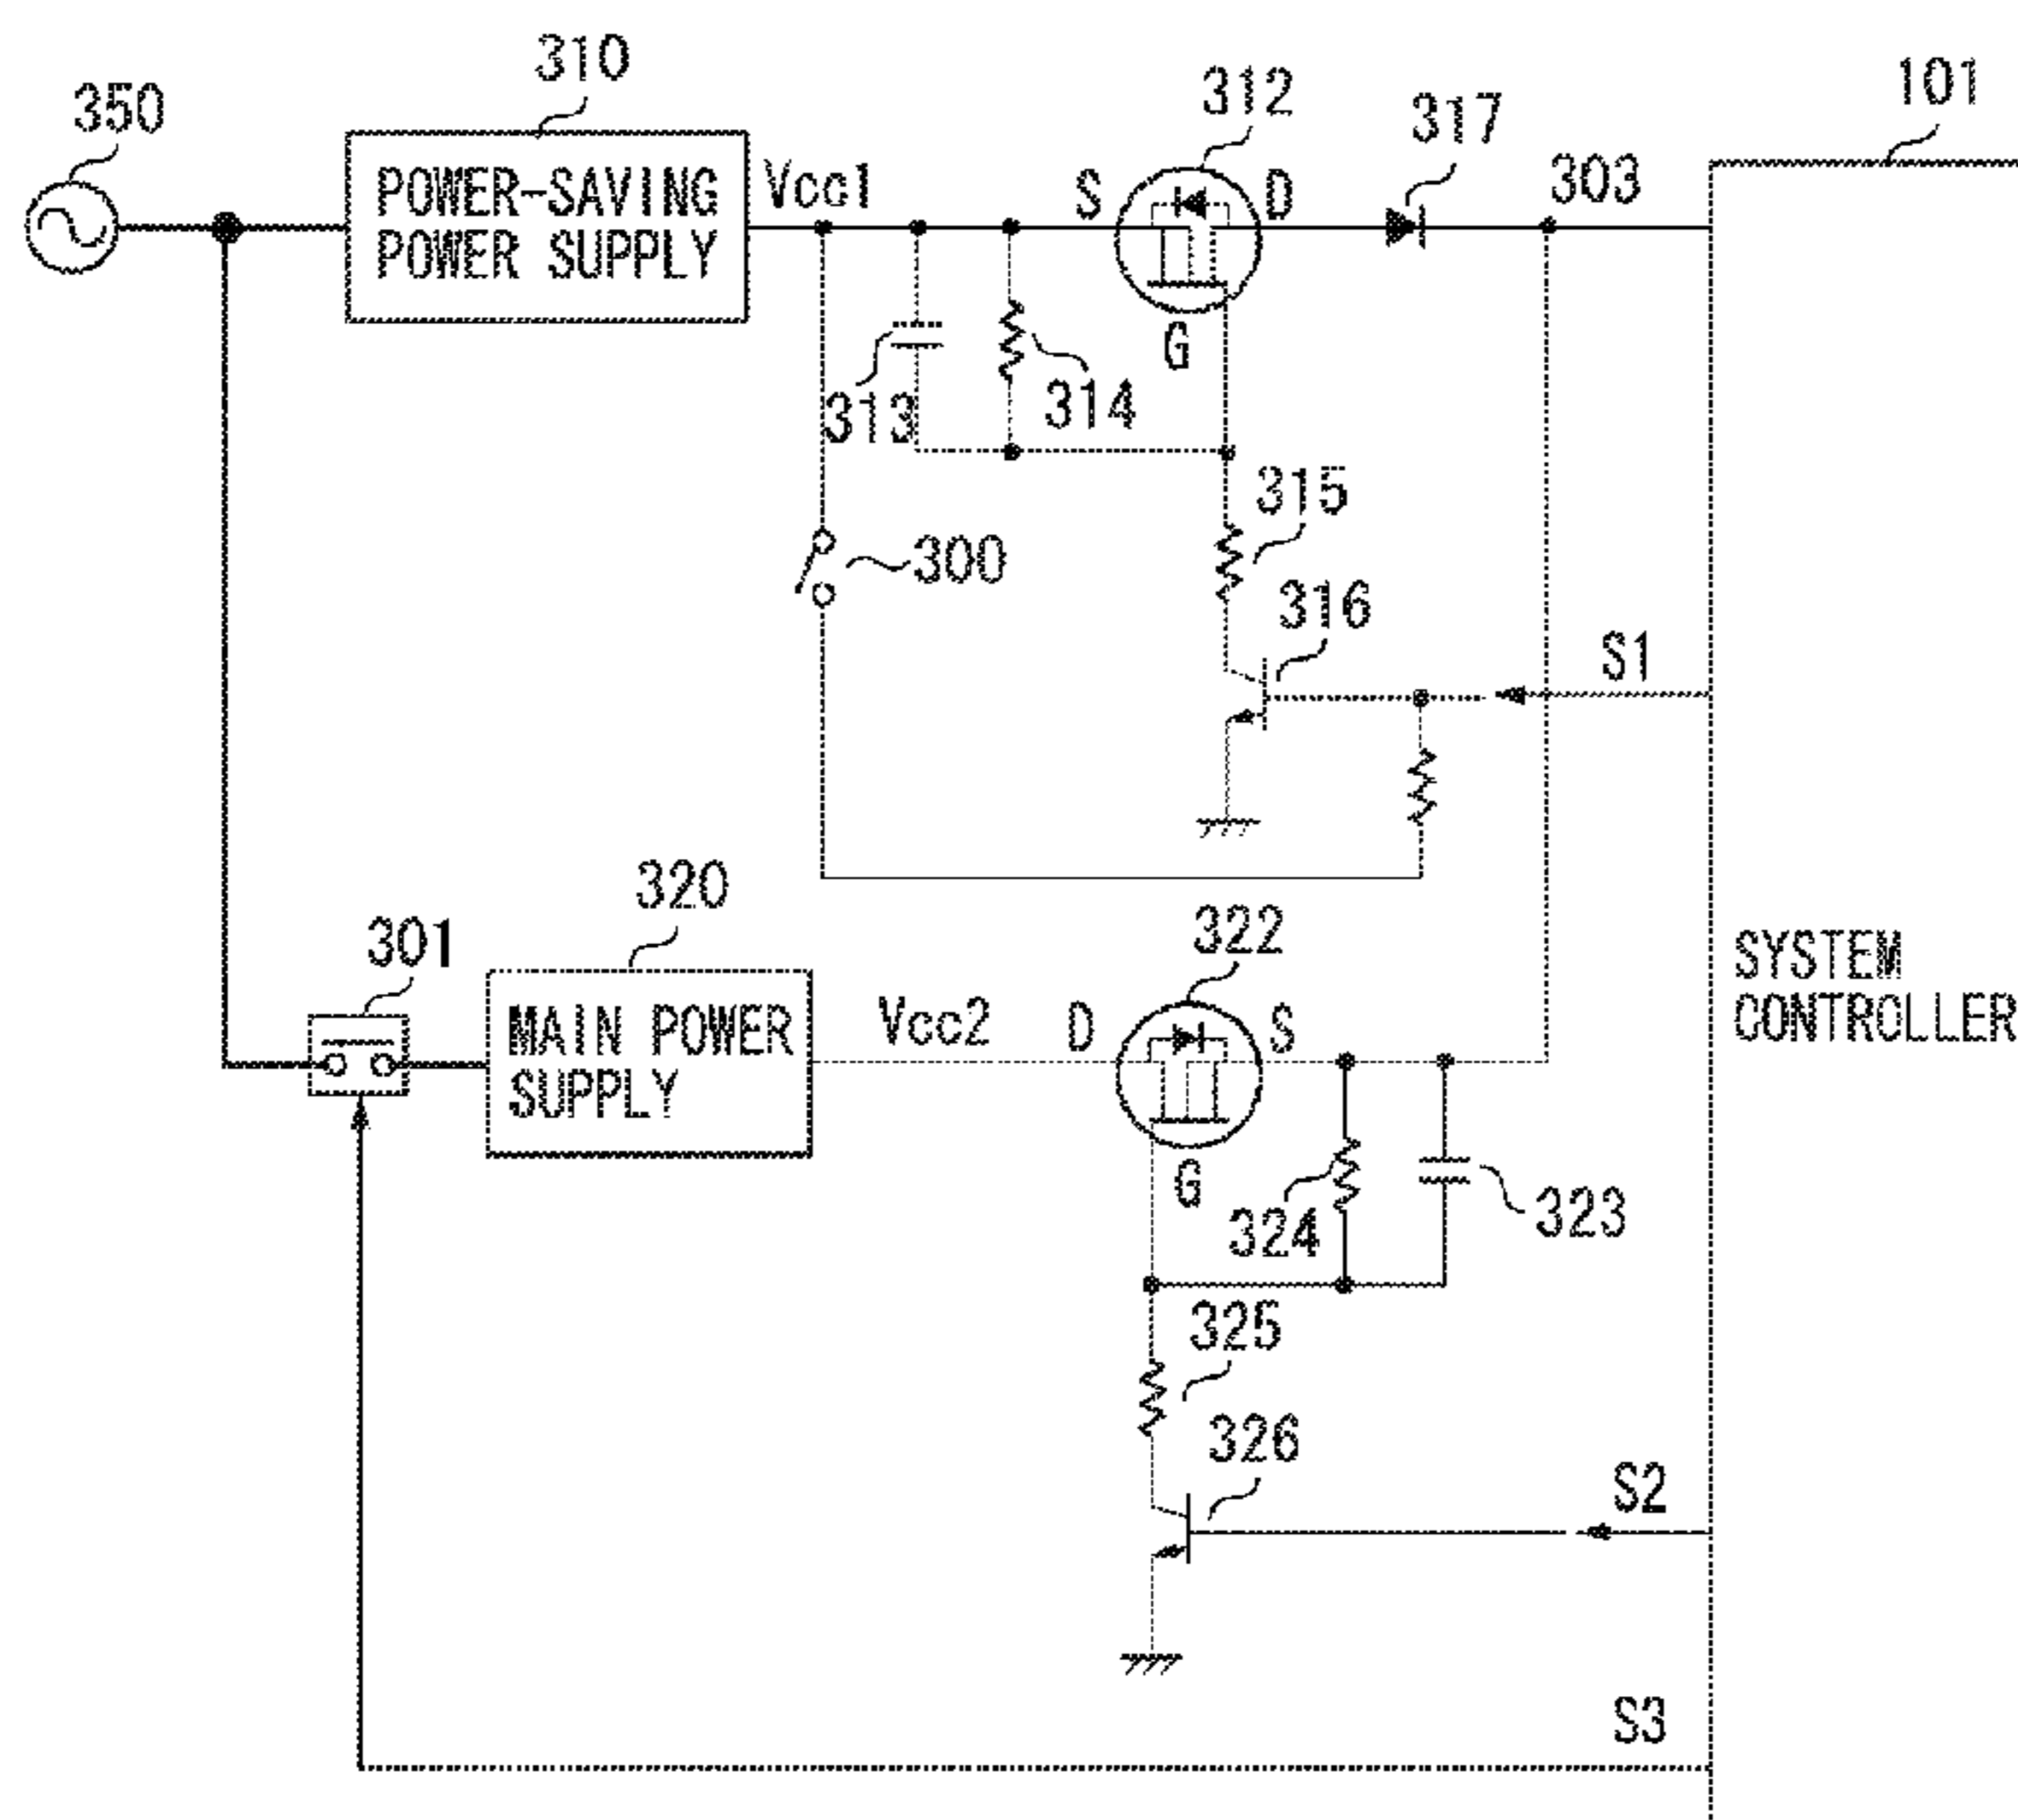 310
350
312
317
101
POWER-SAVING
POWER SUPPLY
Vcc1
S
D
303
G
313
314
315
300
316
S1
320
301
322
SYSTEM
CONTROLLER
MAIN POWER
SUPPLY
Vcc2
D
S
G
324
323
325
326
S2
S3